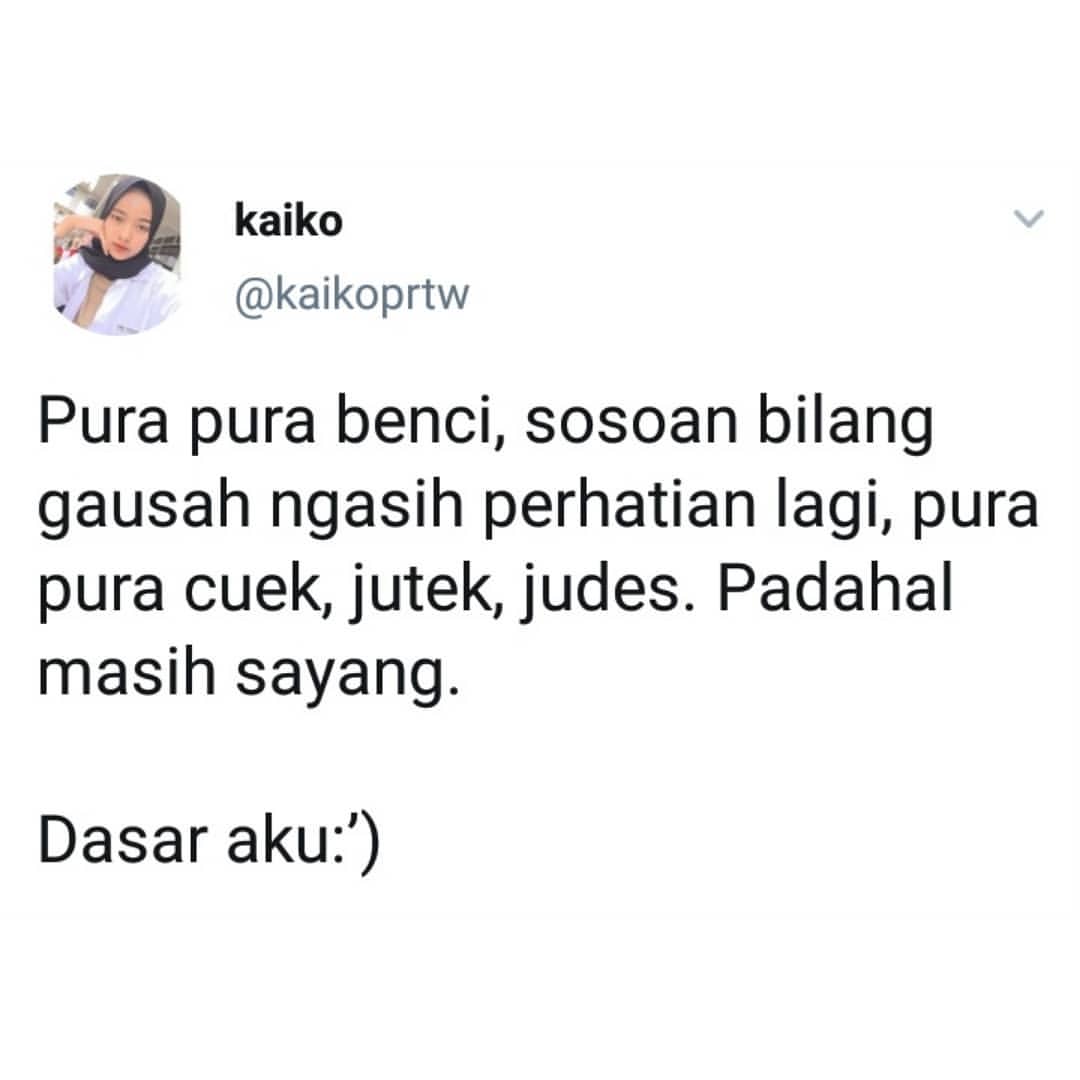 kaiko
@kaikoprtw
Pura pura benci, sosoan bilang
gausah ngasih perhatian lagi, pura
pura cuek, jutek, judes. Padahal
masih sayang.
Dasar aku:’)